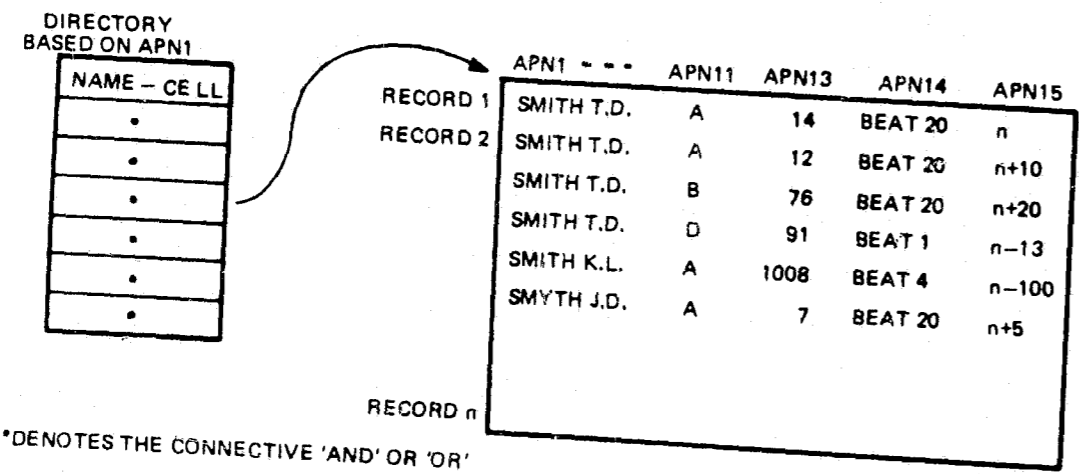 DIRECTORY
BASED ON APN1
NAME – CELL
APN1 - - - APN11 APN13 APN14 APN15
RECORD 1 SMITH T.D. A 14 BEAT 20 n
RECORD 2 SMITH T.D. A 12 BEAT 20 n+10
SMITH T.D. B 76 BEAT 20 n+20
SMITH T.D. D 91 BEAT 1 n–13
SMITH K.L. A 1008 BEAT 4 n–100
SMYTH J.D. A 7 BEAT 20 n+5
RECORD n
*DENOTES THE CONNECTIVE 'AND' OR 'OR'